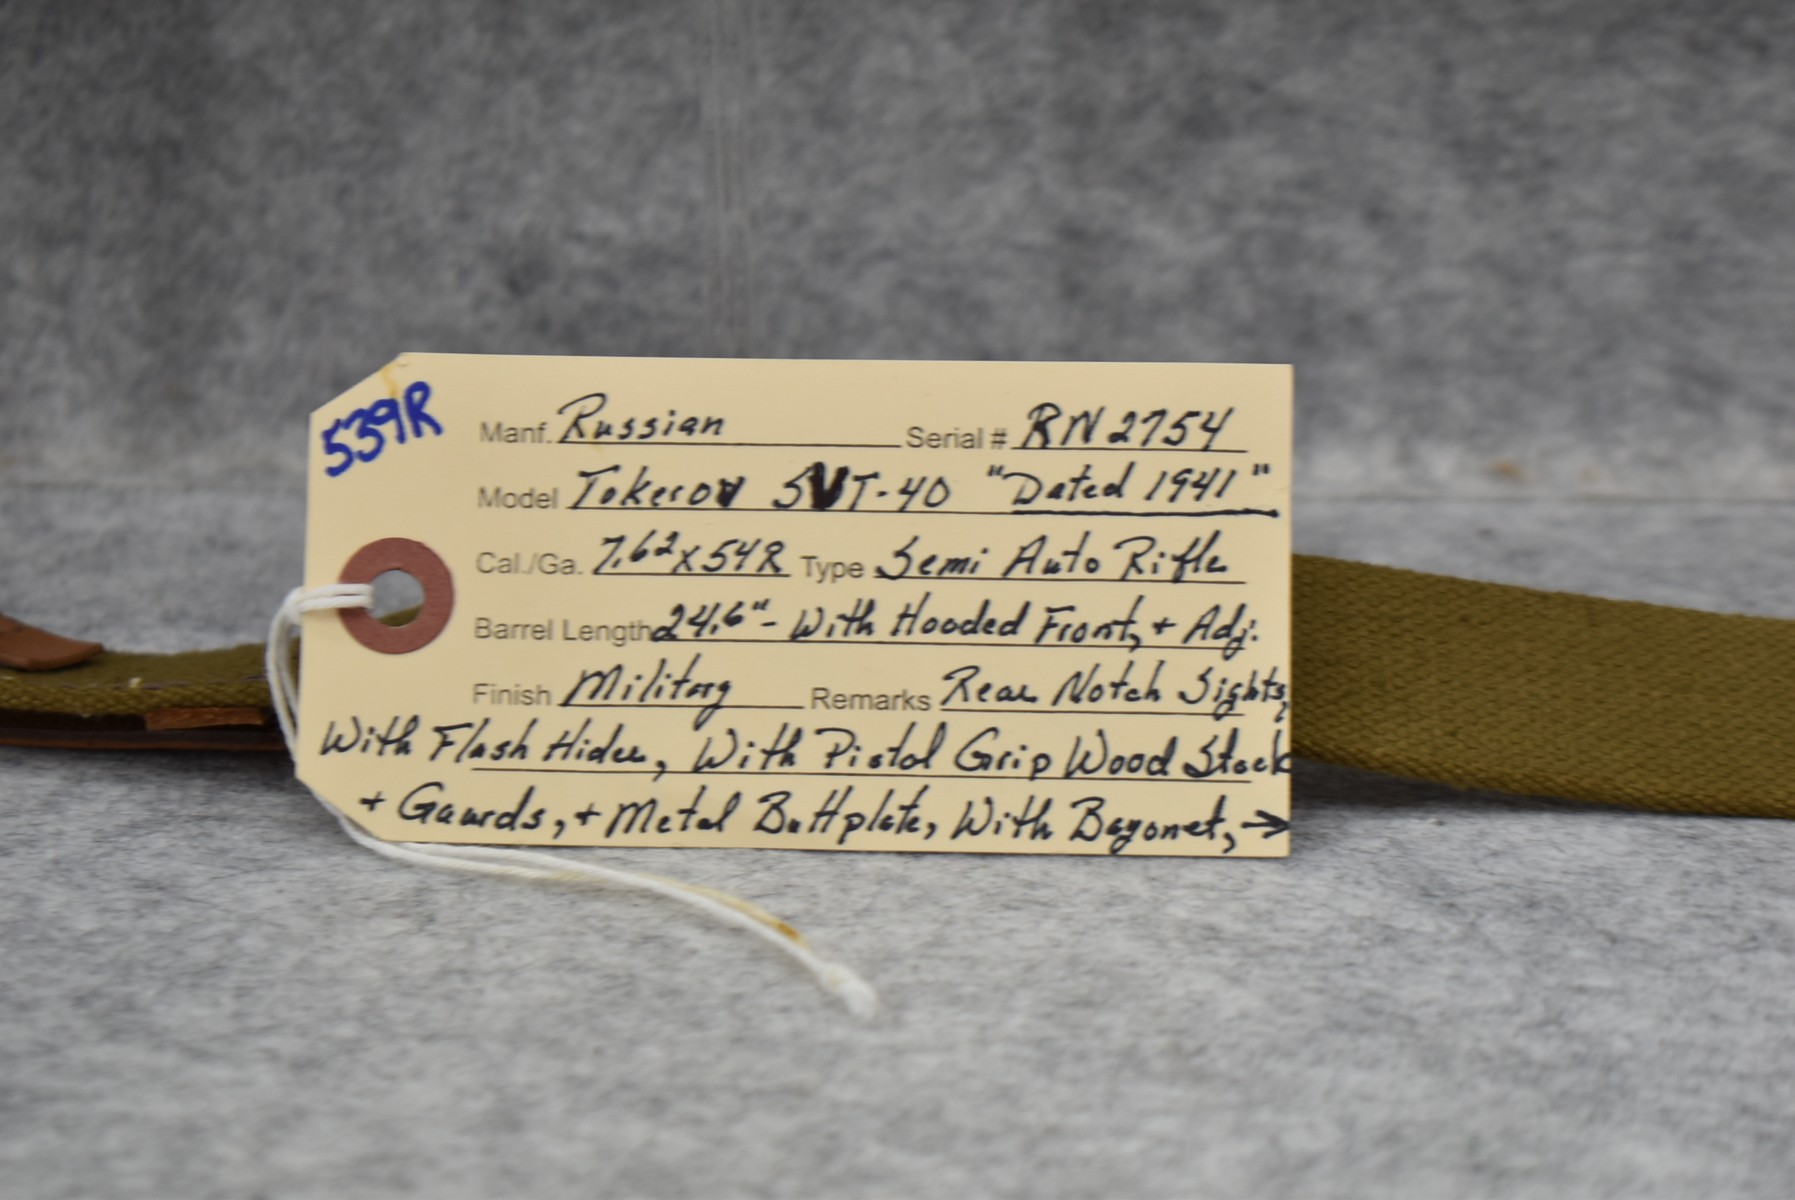 539R
Manf. Russian Serial # RN2754
Model Tokerov SVT-40 "Dated 1941"
Cal./Ga. 7.62x54R Type Semi Auto Rifle
Barrel Length 24.6" - With Hooded Front, + Adj.
Finish Military Remarks Rear Notch Sights,
With Flash Hider, With Pistol Grip Wood Stock
+ Gaurds, + Metal Buttplate, With Bayonet, →